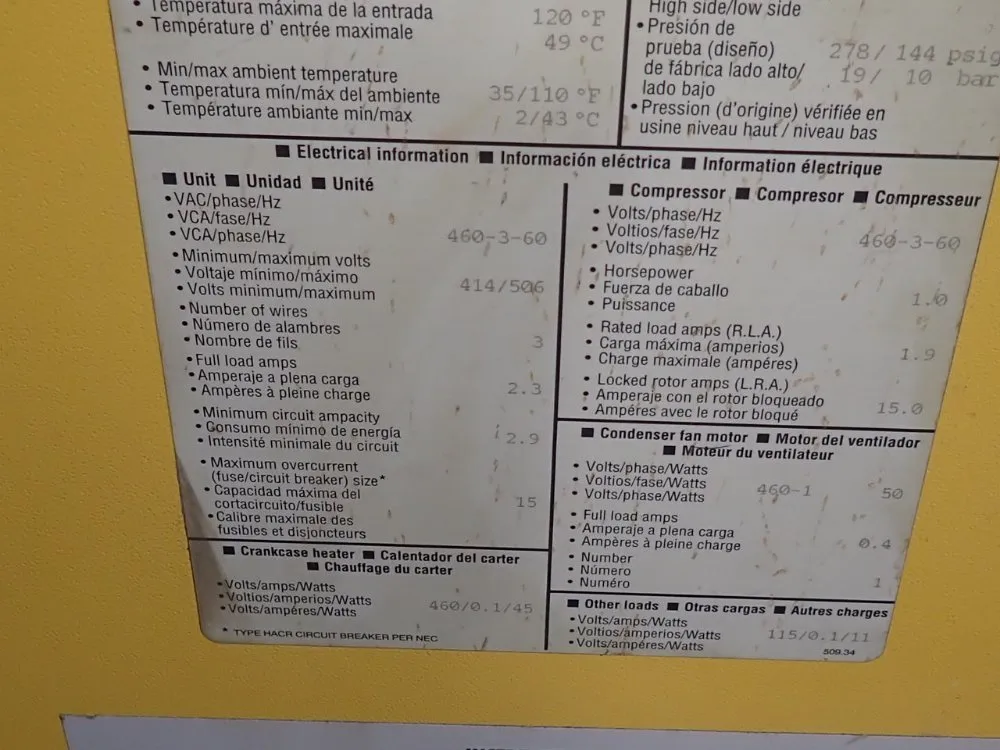 • Temperatura máxima de la entrada
• Température d' entrée maximale
120 °F
49 °C
• Min/max ambient temperature
• Temperatura mín/máx del ambiente
• Température ambiante min/max
35/110 °F
2/43 °C
High side/low side
• Presión de
prueba (diseño)
de fábrica lado alto/
lado bajo
278/ 144 psig
19/ 10 bar
• Pression (d'origine) vérifiée en
usine niveau haut / niveau bas
■ Electrical information ■ Información eléctrica ■ Information électrique
■ Unit ■ Unidad ■ Unité
• VAC/phase/Hz
• VCA/fase/Hz
• VCA/phase/Hz 460-3-60
• Minimum/maximum volts
• Voltaje mínimo/máximo
• Volts minimum/maximum 414/506
• Number of wires
• Número de alambres
• Nombre de fils 3
• Full load amps
• Amperaje a plena carga
• Ampères à pleine charge 2.3
• Minimum circuit ampacity
• Consumo mínimo de energía
• Intensité minimale du circuit 2.9
• Maximum overcurrent
(fuse/circuit breaker) size*
• Capacidad máxima del
cortacircuito/fusible 15
• Calibre maximale des
fusibles et disjoncteurs
■ Crankcase heater ■ Calentador del carter
■ Chauffage du carter
• Volts/amps/Watts
• Voltios/amperios/Watts
• Volts/ampéres/Watts 460/0.1/45
* TYPE HACR CIRCUIT BREAKER PER NEC
■ Compressor ■ Compresor ■ Compresseur
• Volts/phase/Hz
• Voltios/fase/Hz
• Volts/phase/Hz 460-3-60
• Horsepower
• Fuerza de caballo
• Puissance 1.0
• Rated load amps (R.L.A.)
• Carga máxima (amperios)
• Charge maximale (ampéres) 1.9
• Locked rotor amps (L.R.A.)
• Amperaje con el rotor bloqueado
• Ampéres avec le rotor bloqué 15.0
■ Condenser fan motor ■ Motor del ventilador
■ Moteur du ventilateur
• Volts/phase/Watts
• Voltios/fase/Watts
• Volts/phase/Watts 460-1 50
• Full load amps
• Amperaje a plena carga
• Ampères à pleine charge 0.4
• Number
• Número
• Numéro 1
■ Other loads ■ Otras cargas ■ Autres charges
• Volts/amps/Watts
• Voltios/amperios/Watts
• Volts/ampéres/Watts 115/0.1/11
509.34